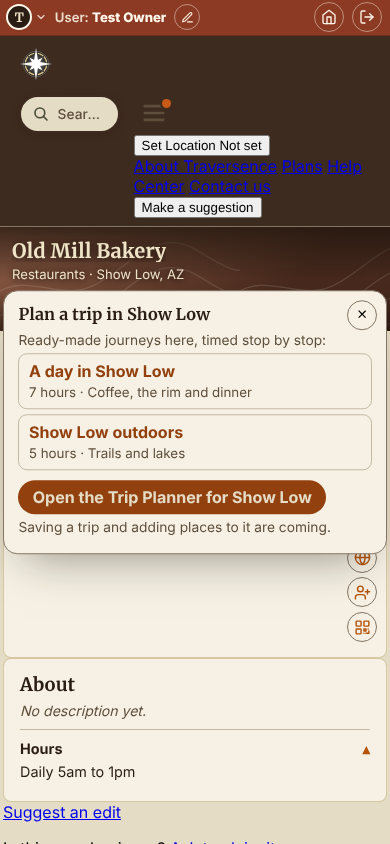 T
User: Test Owner
Sear...
Set Location Not set
About Traversence Plans Help
Center Contact us
Make a suggestion
Old Mill Bakery
Restaurants · Show Low, AZ
Plan a trip in Show Low
Ready-made journeys here, timed stop by stop:
A day in Show Low
7 hours · Coffee, the rim and dinner
Show Low outdoors
5 hours · Trails and lakes
Open the Trip Planner for Show Low
Saving a trip and adding places to it are coming.
About
No description yet.
Hours
Daily 5am to 1pm
Suggest an edit